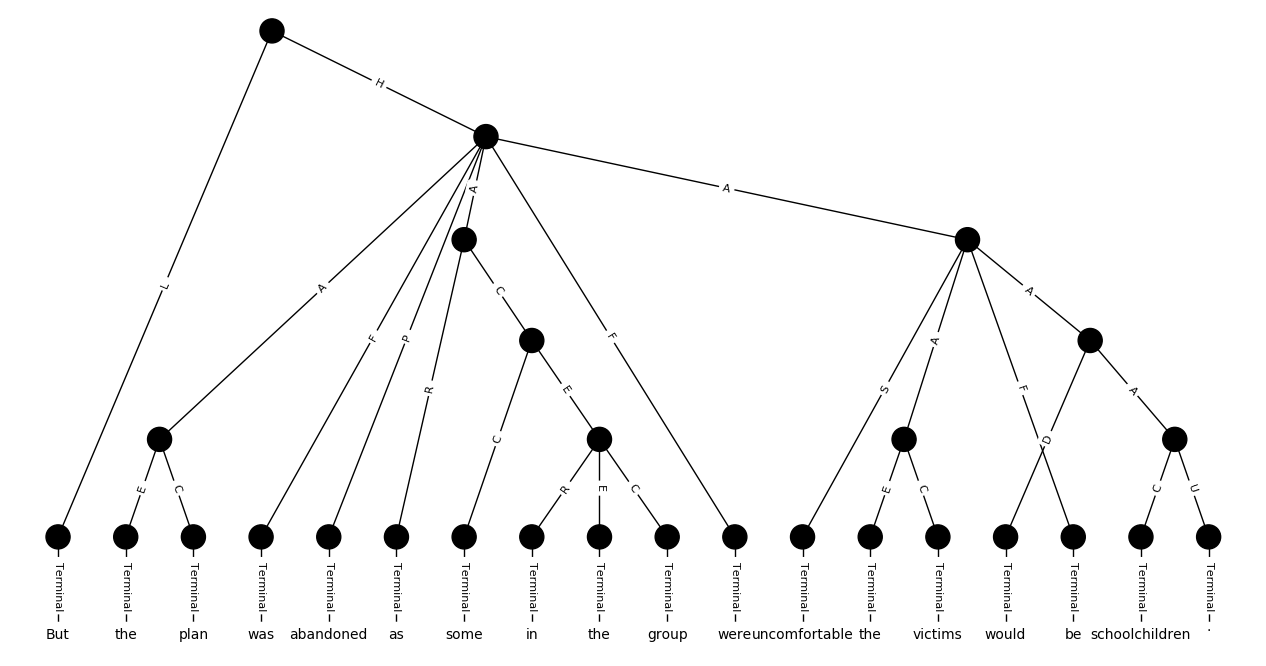 H
A
A
L
A
F
P
C
F
A
S
A
F
R
E
A
C
D
E
C
R
E
C
E
C
C
U
Terminal Terminal Terminal Terminal Terminal Terminal Terminal Terminal Terminal Terminal Terminal Terminal Terminal Terminal Terminal Terminal Terminal Terminal
But the plan was abandoned as some in the group were uncomfortable the victims would be schoolchildren .